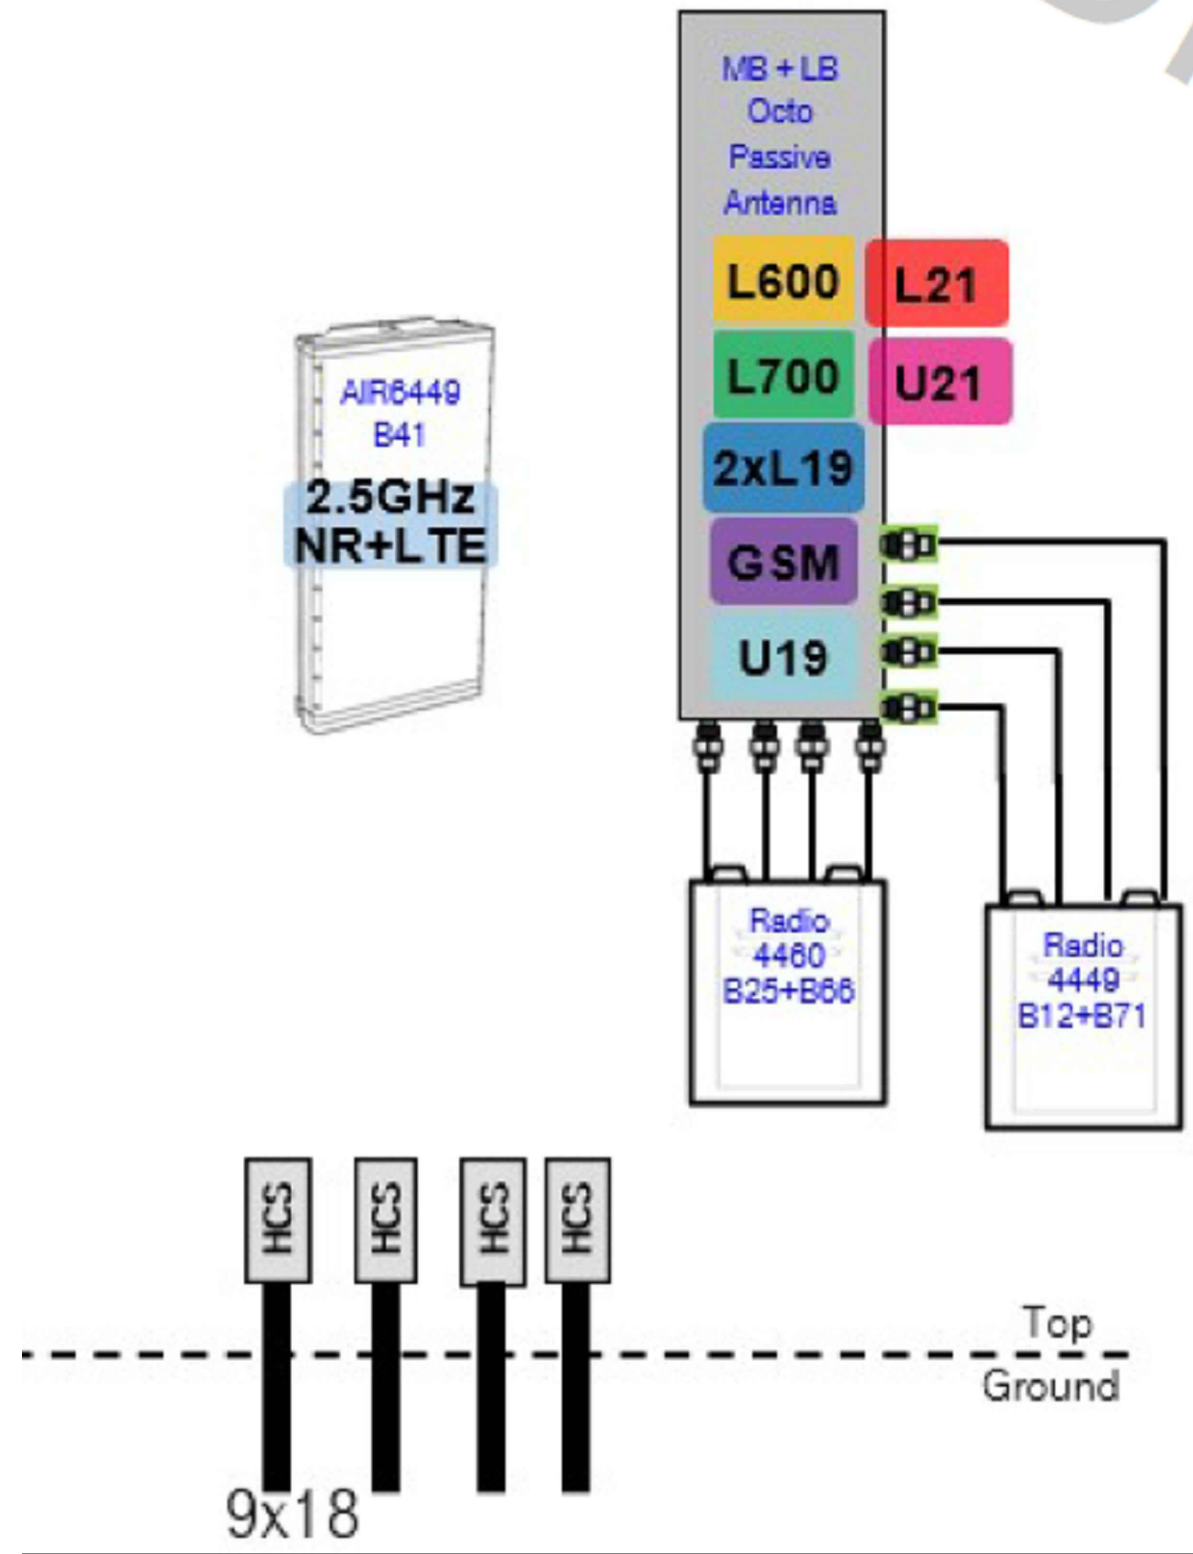 MB + LB
Octo
Passive
Antenna
L600
L21
L700
U21
2xL19
GSM
U19
AIR6449
B41
2.5GHz
NR+LTE
Radio
4460
B25+B66
Radio
4449
B12+B71
HCS
HCS
HCS
HCS
Top
Ground
9x18